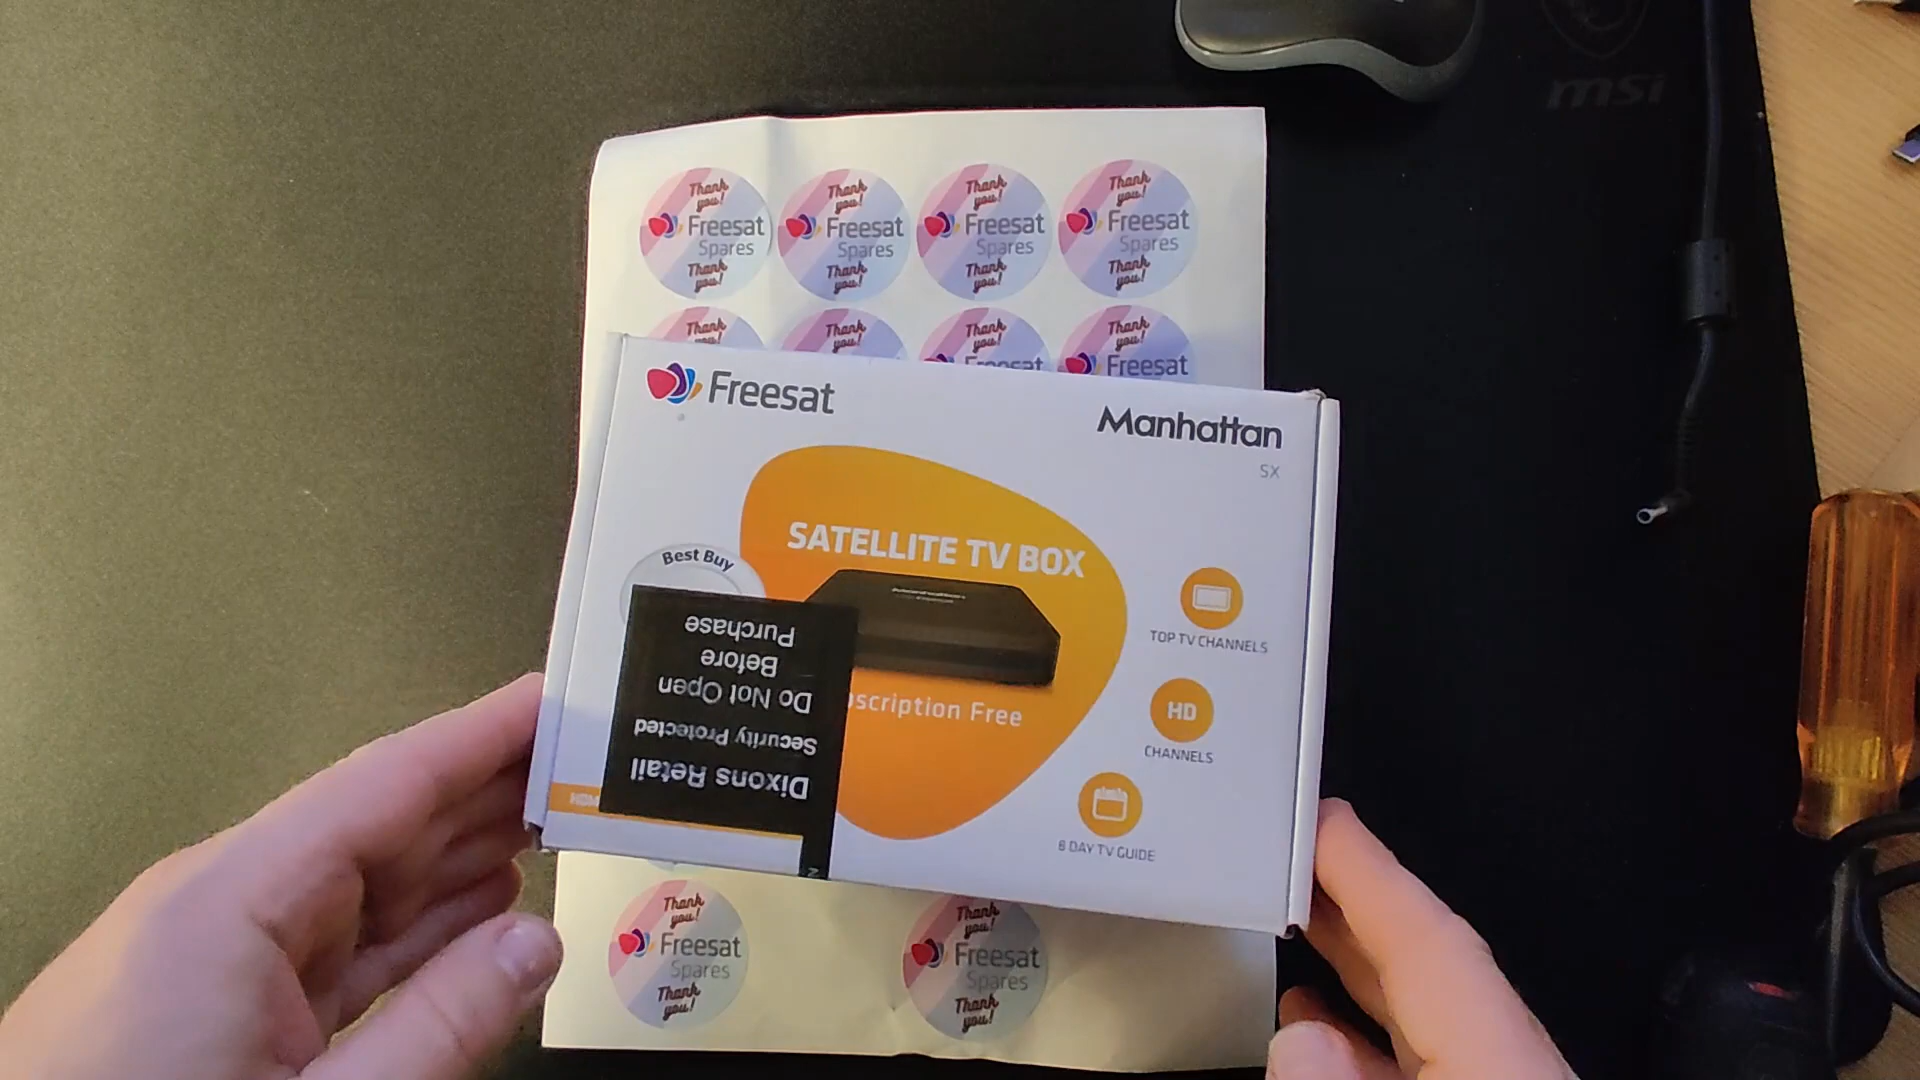 msi
Thank you!
Freesat
Spares
Thank you!
Thank you!
Freesat
Spares
Thank you!
Thank you!
Freesat
Spares
Thank you!
Thank you!
Freesat
Spares
Thank you!
Thank you!
Thank you!
Thank you!
Freesat
Thank you!
Freesat
Freesat
Manhattan
SX
SATELLITE TV BOX
Best Buy
Manhattan
scription Free
TOP TV CHANNELS
HD
CHANNELS
8 DAY TV GUIDE
Dixons Retail
Security Protected
Do Not Open
Before
Purchase
HDMI
Thank you!
Freesat
Spares
Thank you!
Thank you!
Freesat
Spares
Thank you!